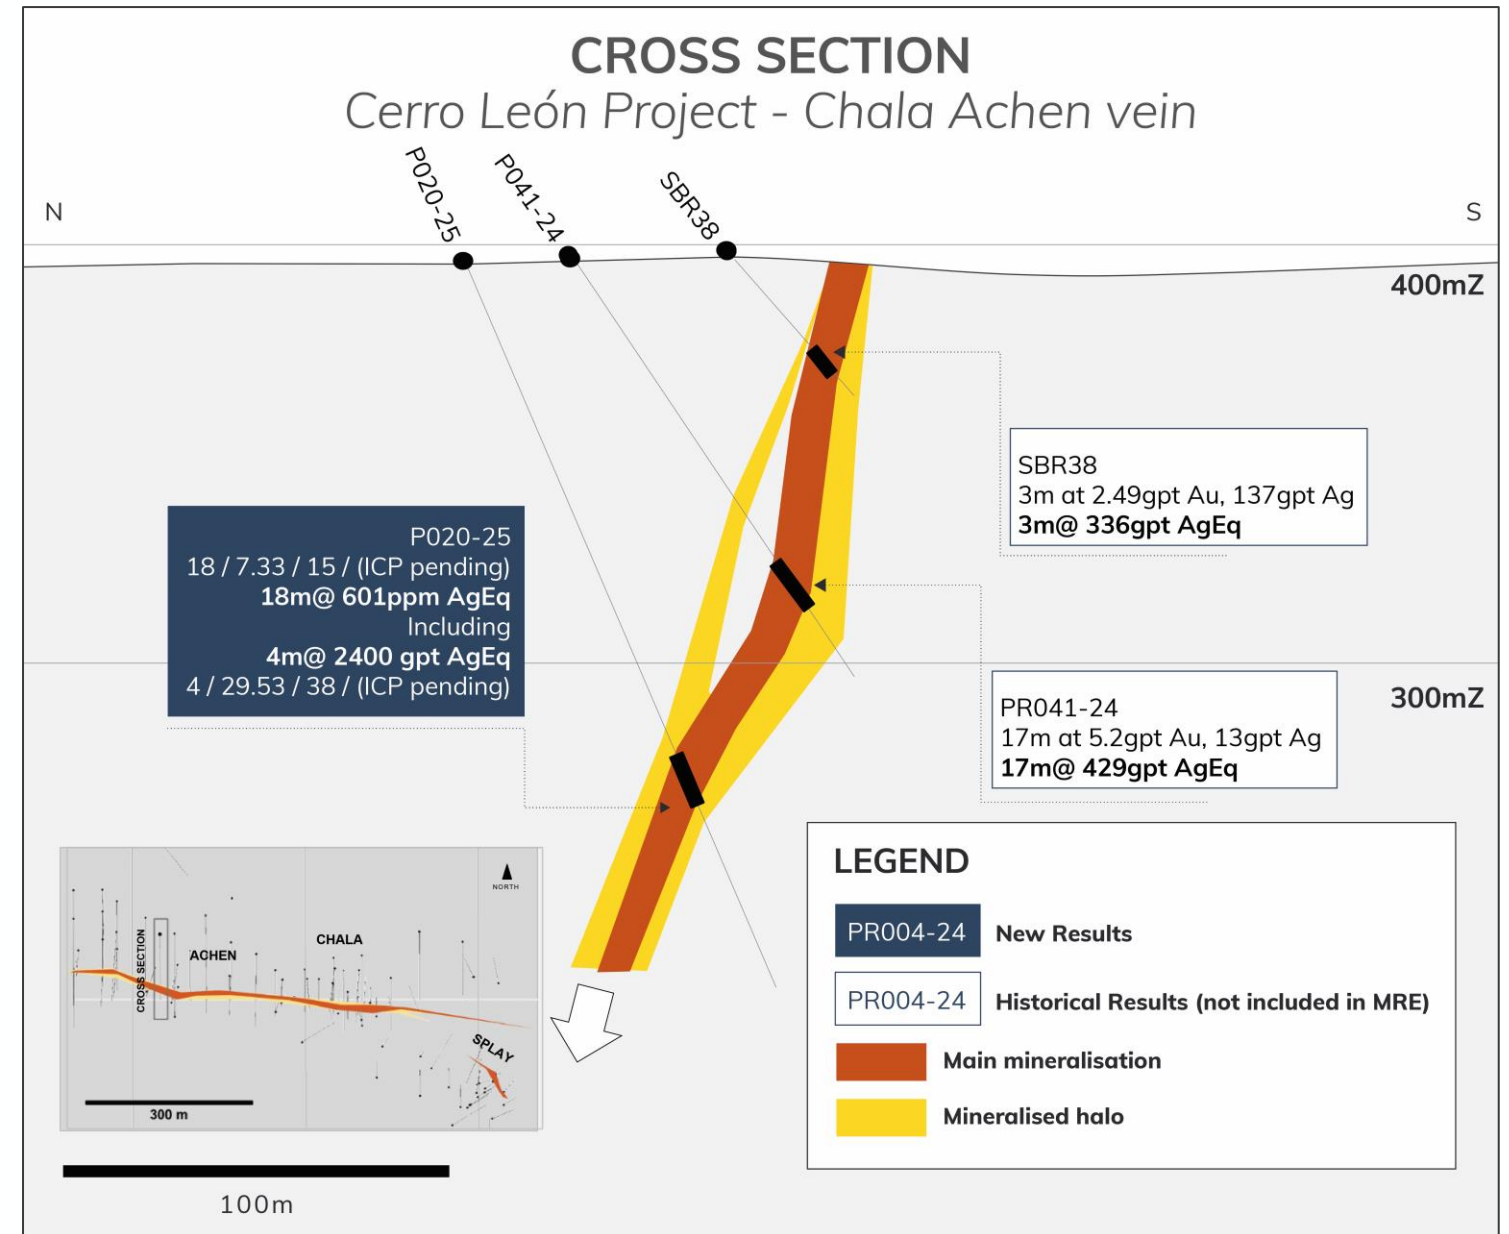 CROSS SECTION
Cerro León Project - Chala Achen vein
P020-25
P041-24
SBR38
N
S
400mZ
SBR38
3m at 2.49gpt Au, 137gpt Ag
3m@ 336gpt AgEq
P020-25
18 / 7.33 / 15 / (ICP pending)
18m@ 601ppm AgEq
Including
4m@ 2400 gpt AgEq
4 / 29.53 / 38 / (ICP pending)
300mZ
PR041-24
17m at 5.2gpt Au, 13gpt Ag
17m@ 429gpt AgEq
LEGEND
PR004-24 New Results
PR004-24 Historical Results (not included in MRE)
Main mineralisation
Mineralised halo
NORTH
CROSS SECTION
ACHEN
CHALA
SPLAY
300 m
100m